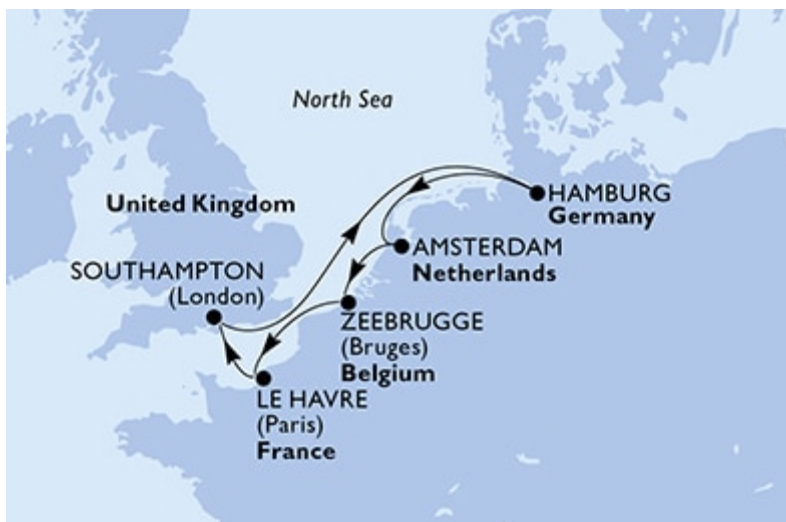 North Sea
United Kingdom
HAMBURG
Germany
AMSTERDAM
Netherlands
SOUTHAMPTON
(London)
ZEEBRUGGE
(Bruges)
Belgium
LE HAVRE
(Paris)
France